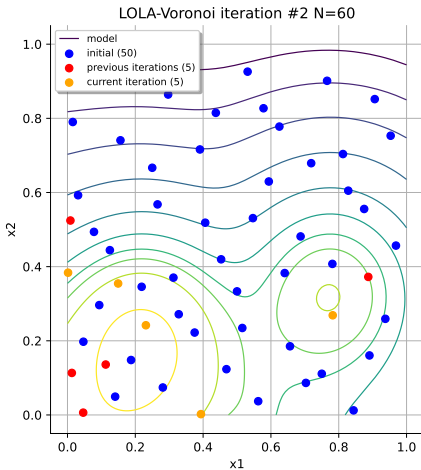 LOLA-Voronoi iteration #2 N=60
model
initial (50)
previous iterations (5)
current iteration (5)
1.0
0.8
0.6
0.4
0.2
0.0
x2
0.0 0.2 0.4 0.6 0.8 1.0
x1